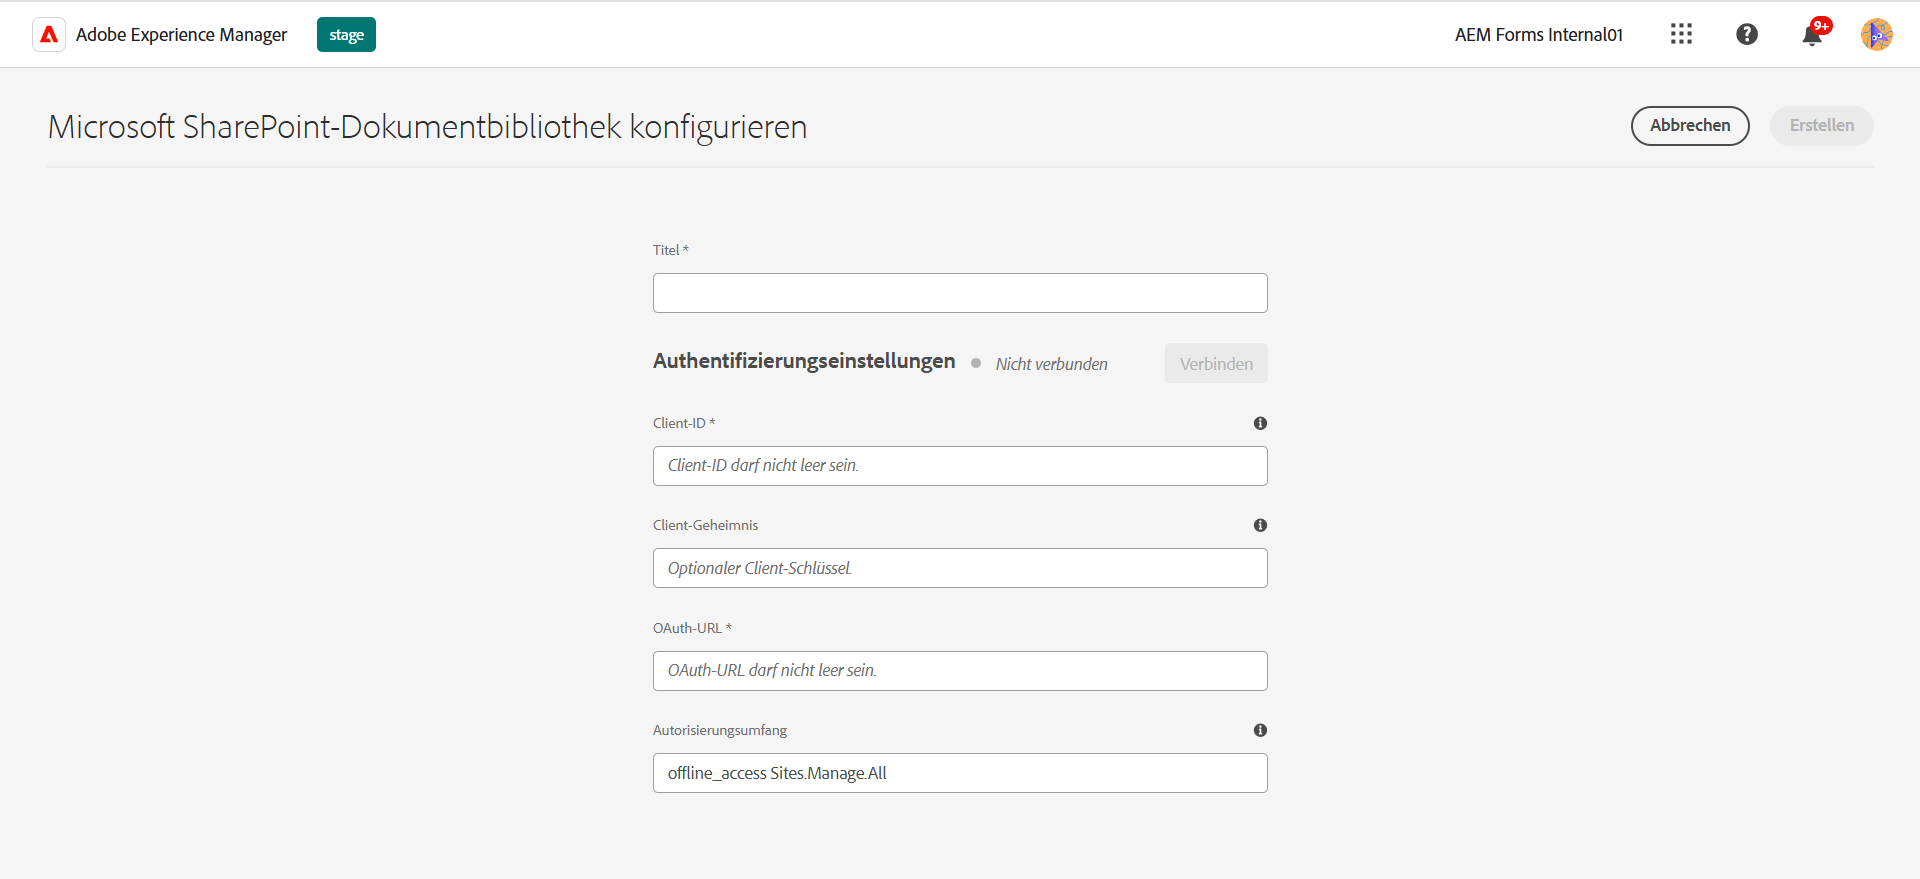 Adobe Experience Manager
stage
AEM Forms Internal01
9+
Microsoft SharePoint-Dokumentbibliothek konfigurieren
Abbrechen
Erstellen
Titel *
Authentifizierungseinstellungen
Nicht verbunden
Verbinden
Client-ID *
Client-ID darf nicht leer sein.
Client-Geheimnis
Optionaler Client-Schlüssel.
OAuth-URL *
OAuth-URL darf nicht leer sein.
Autorisierungsumfang
offline_access Sites.Manage.All